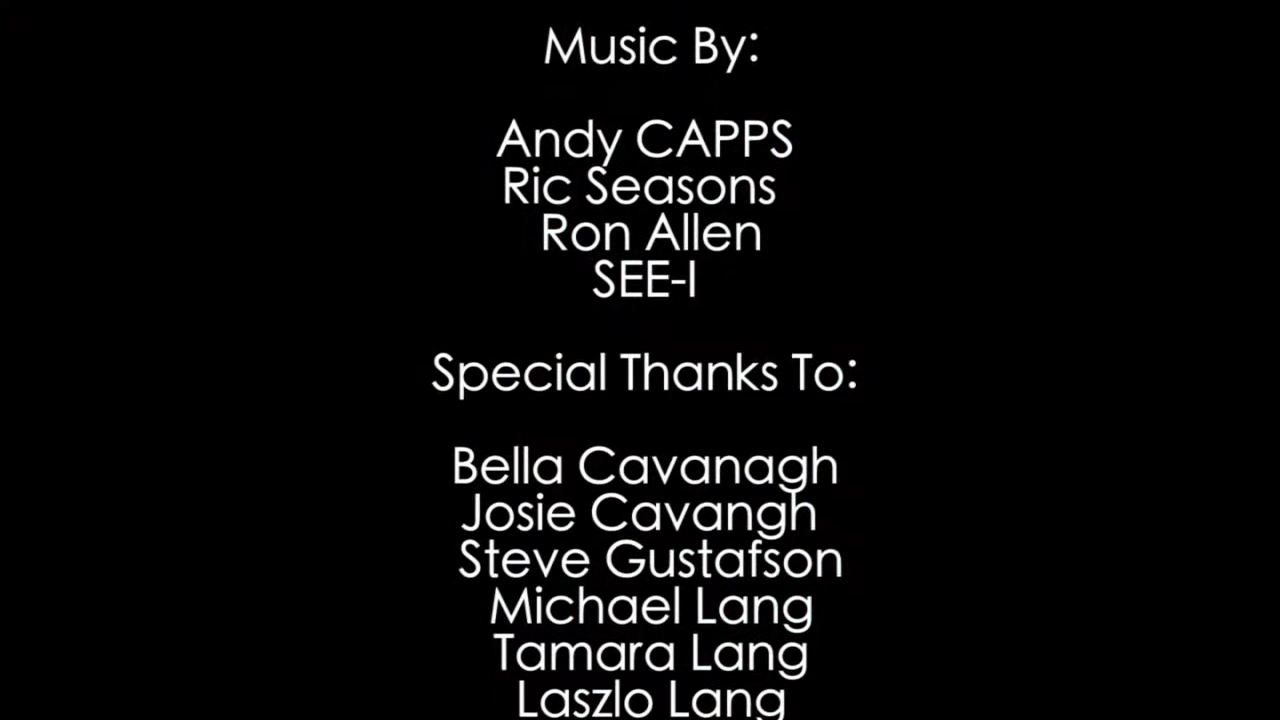 Music By:
Andy CAPPS
Ric Seasons
Ron Allen
SEE-I
Special Thanks To:
Bella Cavanagh
Josie Cavangh
Steve Gustafson
Michael Lang
Tamara Lang
Laszlo Lang